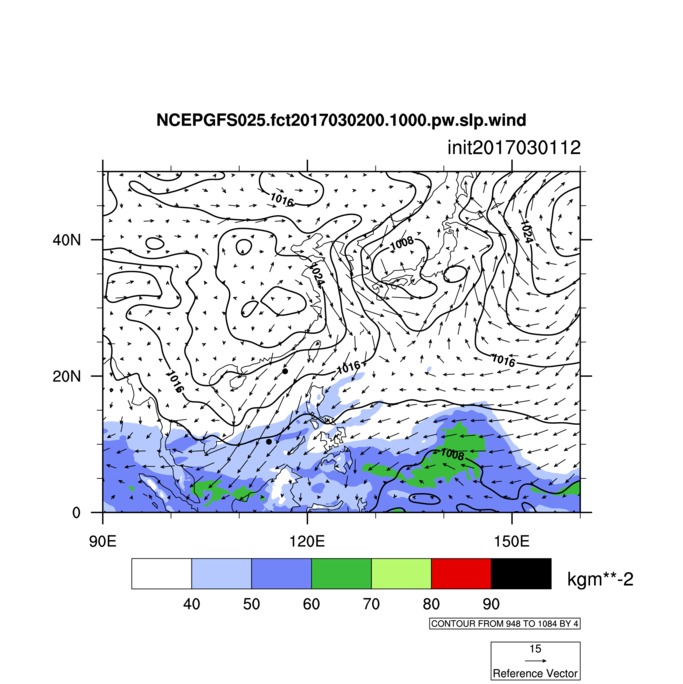 NCEPGFS025.fct2017030200.1000.pw.slp.wind
init2017030112
1016
1024
40N
1008
1024
1016
1016
1016
20N
1008
0
90E 120E 150E
kgm**-2
40 50 60 70 80 90
CONTOUR FROM 948 TO 1084 BY 4
15
Reference Vector